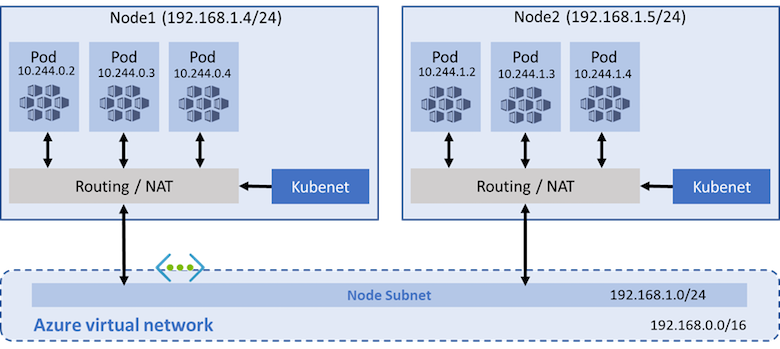 Node1 (192.168.1.4/24)
Pod
10.244.0.2
Pod
10.244.0.3
Pod
10.244.0.4
Routing / NAT
Kubenet
Node2 (192.168.1.5/24)
Pod
10.244.1.2
Pod
10.244.1.3
Pod
10.244.1.4
Routing / NAT
Kubenet
Node Subnet
192.168.1.0/24
Azure virtual network
192.168.0.0/16